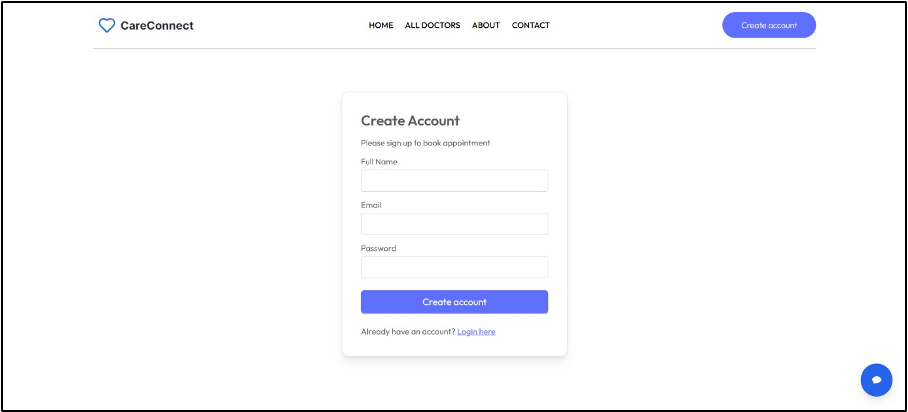 CareConnect HOME ALL DOCTORS ABOUT CONTACT Create account
Create Account
Please sign up to book appointment
Full Name
Email
Password
Create account
Already have an account? Login here